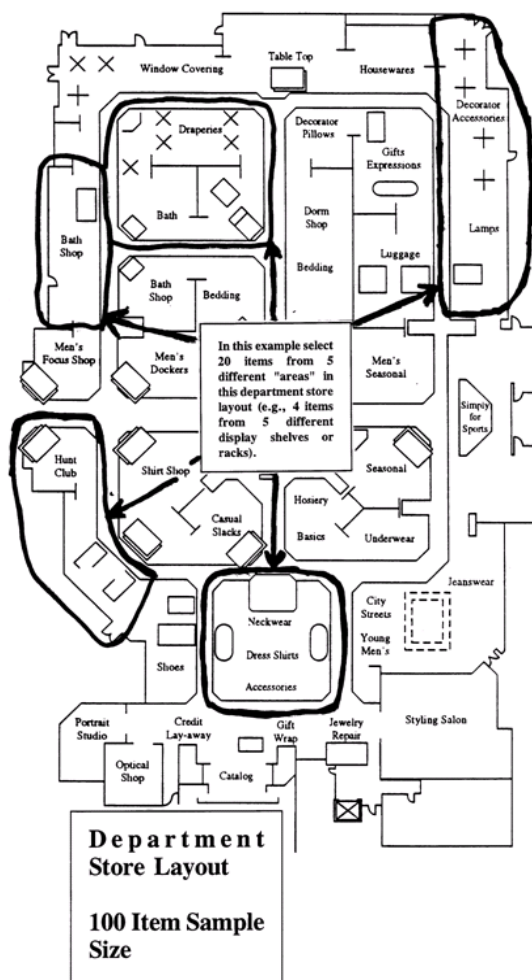 Window Covering
Table Top
Housewares
Decorator
Accessories
Draperies
Decorator
Pillows
Gifts
Expressions
Bath
Dorm
Shop
Lamps
Bath
Shop
Luggage
Bedding
Bath
Shop
Bedding
Men's
Focus Shop
Men's
Dockers
In this example select
20 items from 5
different "areas" in
this department store
layout (e.g., 4 items
from 5 different
display shelves or
racks).
Men's
Seasonal
Simply
for
Sports
Hunt
Club
Shirt Shop
Seasonal
Casual
Slacks
Hosiery
Basics
Underwear
Jeanswear
City
Streets
Young
Men's
Neckwear
Dress Shirts
Accessories
Shoes
Portrait
Studio
Credit
Lay-away
Gift
Wrap
Jewelry
Repair
Styling Salon
Optical
Shop
Catalog
Department
Store Layout
100 Item Sample
Size